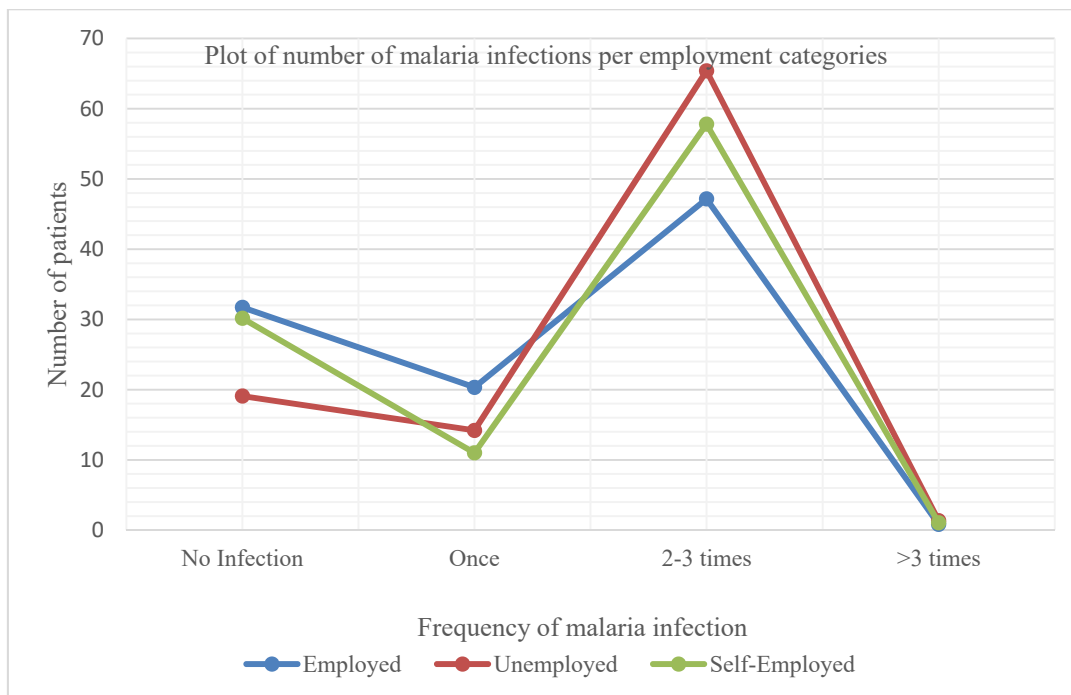 Plot of number of malaria infections per employment categories
Number of patients
70
60
50
40
30
20
10
0
No Infection Once 2-3 times >3 times
Frequency of malaria infection
Employed Unemployed Self-Employed